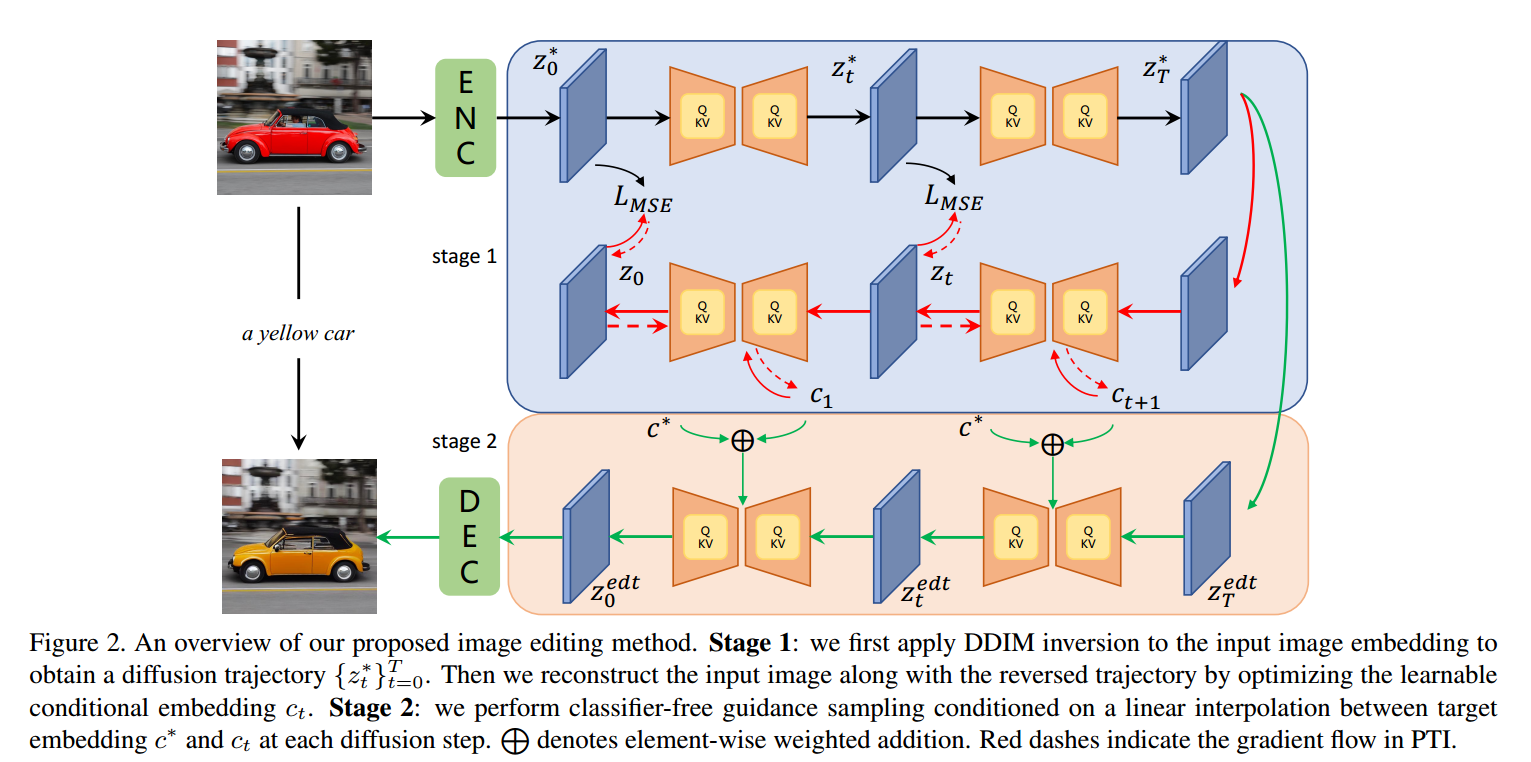 E
N
C
z_0^*
z_t^*
z_T^*
Q
KV
Q
KV
Q
KV
Q
KV
L_{MSE}
L_{MSE}
stage 1
z_0
z_t
Q
KV
Q
KV
Q
KV
Q
KV
a yellow car
c_1
c_{t+1}
stage 2
c^*
⊕
c^*
⊕
D
E
C
Q
KV
Q
KV
Q
KV
Q
KV
z_0^{edt}
z_t^{edt}
z_T^{edt}
Figure 2. An overview of our proposed image editing method. Stage 1: we first apply DDIM inversion to the input image embedding to
obtain a diffusion trajectory {z_t^*}_{t=0}^T. Then we reconstruct the input image along with the reversed trajectory by optimizing the learnable
conditional embedding c_t. Stage 2: we perform classifier-free guidance sampling conditioned on a linear interpolation between target
embedding c^* and c_t at each diffusion step. ⊕ denotes element-wise weighted addition. Red dashes indicate the gradient flow in PTI.